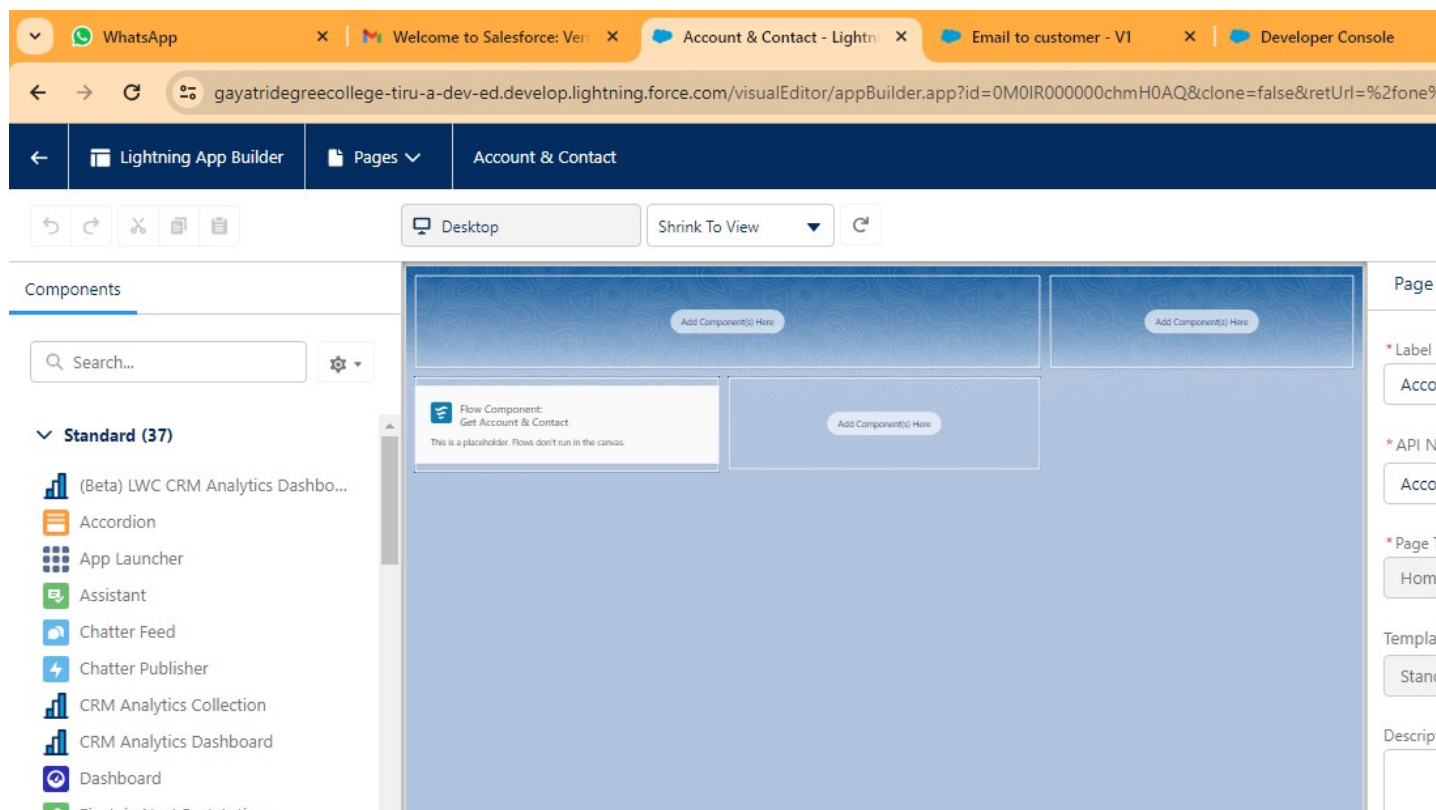 WhatsApp
Welcome to Salesforce: Veri
Account & Contact - Lightni
Email to customer - V1
Developer Console
gayatridegreecollege-tiru-a-dev-ed.develop.lightning.force.com/visualEditor/appBuilder.app?id=0M0IR000000chmH0AQ&clone=false&retUrl=%2fone%
Lightning App Builder
Pages
Account & Contact
Desktop
Shrink To View
Components
Search...
Standard (37)
(Beta) LWC CRM Analytics Dashbo...
Accordion
App Launcher
Assistant
Chatter Feed
Chatter Publisher
CRM Analytics Collection
CRM Analytics Dashboard
Dashboard
Add Component(s) Here
Add Component(s) Here
Flow Component:
Get Account & Contact
This is a placeholder. Flows don't run in the canvas.
Add Component(s) Here
Page
*Label
Acco
*API N
Acco
*Page T
Hom
Templa
Stand
Descrip